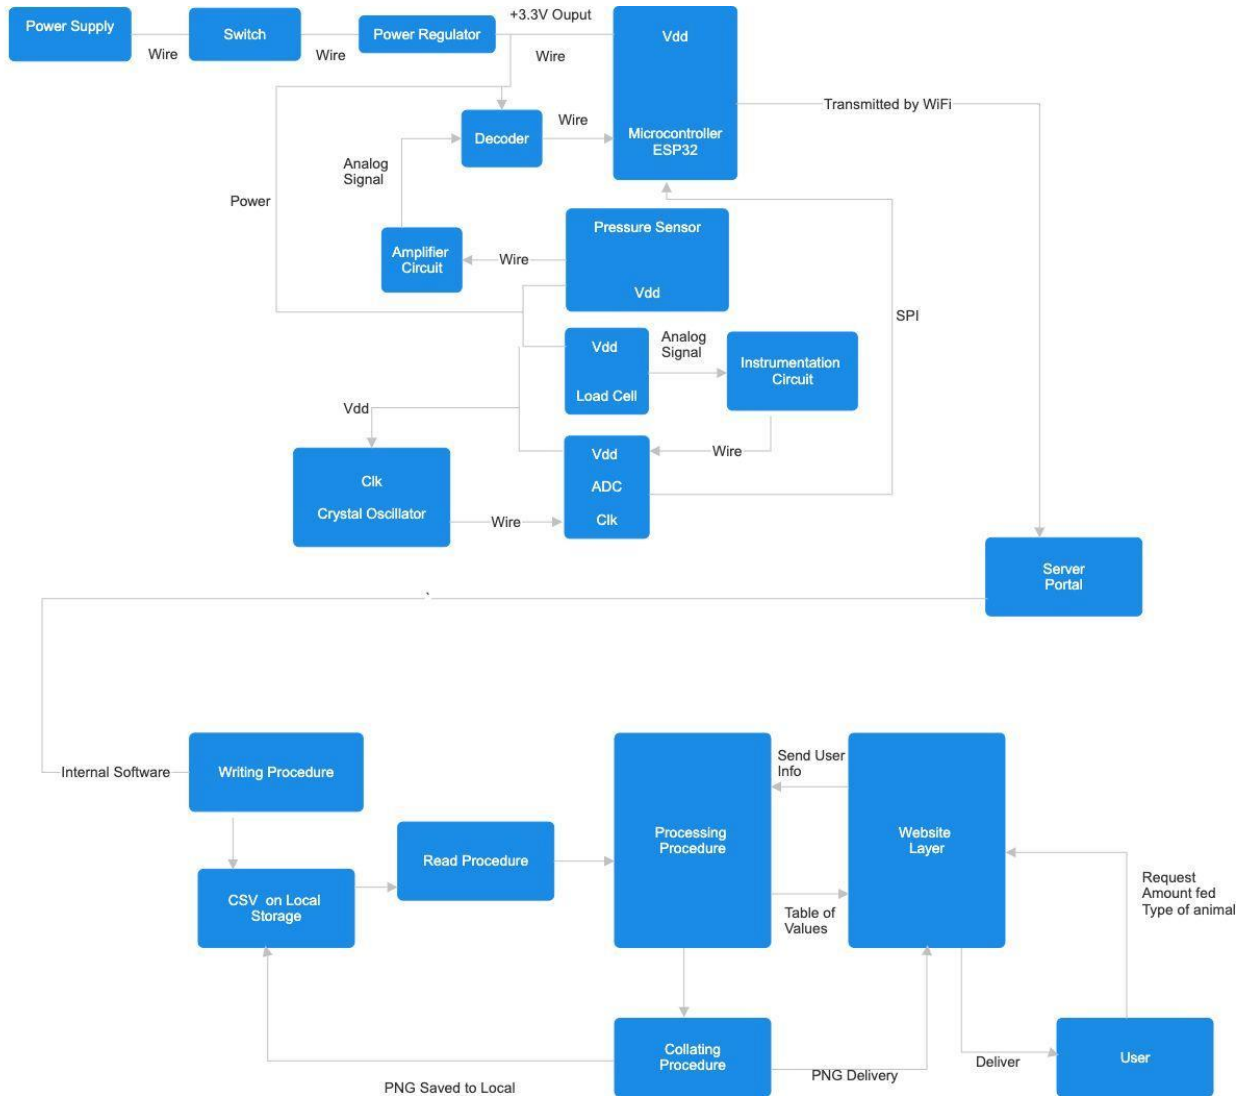 Power Supply
Wire
Switch
Wire
Power Regulator
+3.3V Ouput
Wire
Vdd
Microcontroller
ESP32
Transmitted by WiFi
Decoder
Wire
Analog
Signal
Power
Amplifier
Circuit
Wire
Pressure Sensor
Vdd
SPI
Vdd
Load Cell
Analog
Signal
Instrumentation
Circuit
Vdd
Wire
Vdd
ADC
Clk
Clk
Crystal Oscillator
Wire
Server
Portal
Internal Software
Writing Procedure
CSV on Local
Storage
Read Procedure
Processing
Procedure
Send User
Info
Website
Layer
Table of
Values
Request
Amount fed
Type of animal
Collating
Procedure
PNG Saved to Local
PNG Delivery
Deliver
User